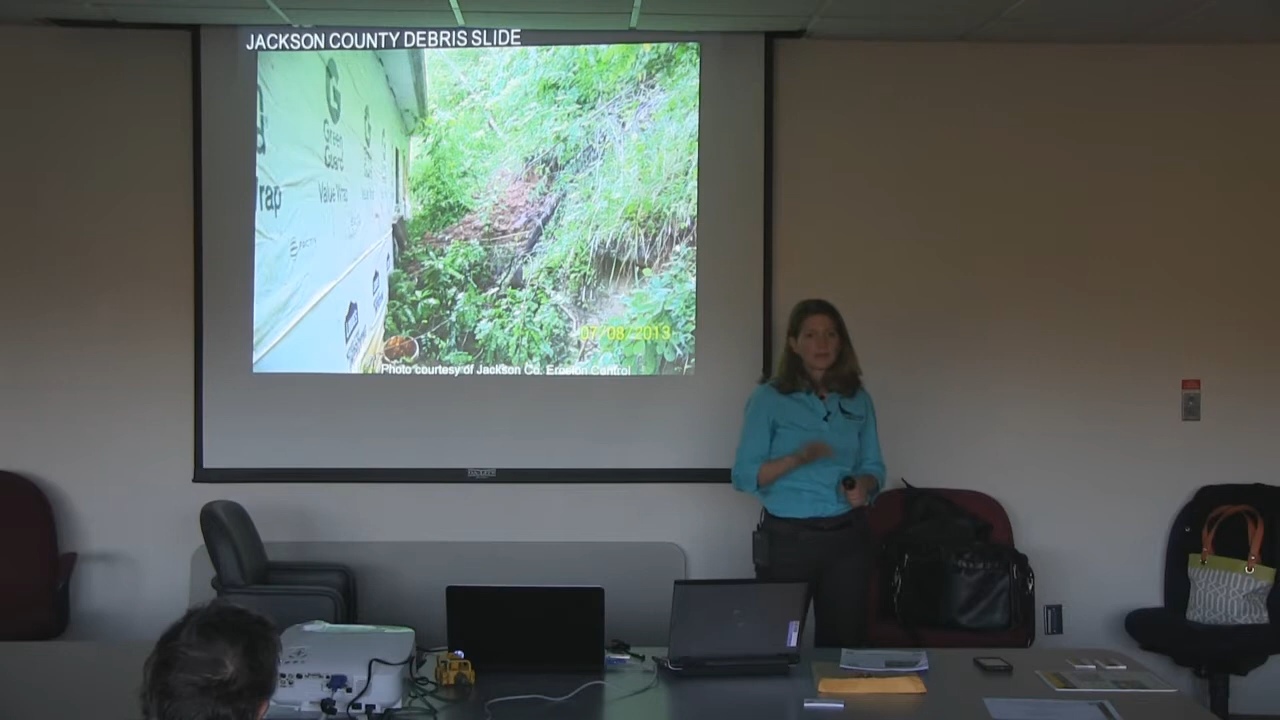 JACKSON COUNTY DEBRIS SLIDE
G
Green
Guard
Value Wrap
rap
07/08/2013
Photo courtesy of Jackson Co. Erosion Control